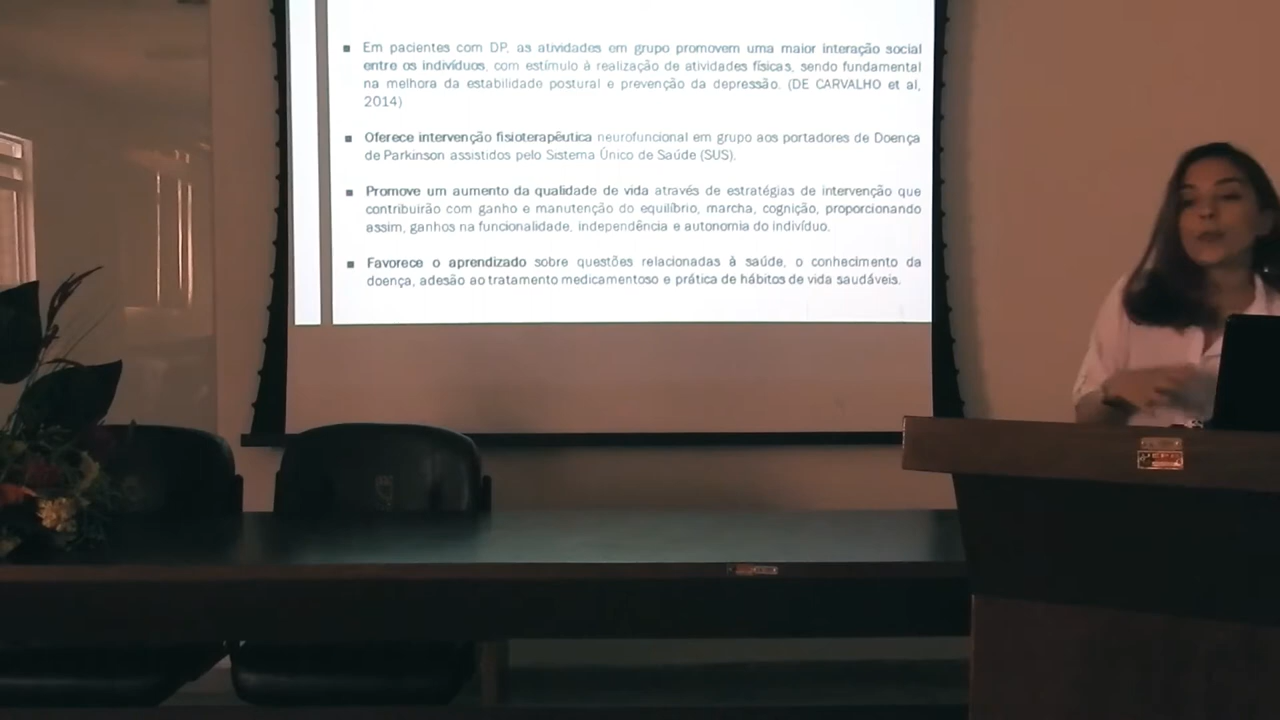 ▪ Em pacientes com DP, as atividades em grupo promovem uma maior interação social
entre os indivíduos, com estímulo à realização de atividades físicas, sendo fundamental
na melhora da estabilidade postural e prevenção da depressão. (DE CARVALHO et al,
2014)
▪ Oferece intervenção fisioterapêutica neurofuncional em grupo aos portadores de Doença
de Parkinson assistidos pelo Sistema Único de Saúde (SUS).
▪ Promove um aumento da qualidade de vida através de estratégias de intervenção que
contribuirão com ganho e manutenção do equilíbrio, marcha, cognição, proporcionando
assim, ganhos na funcionalidade, independência e autonomia do indivíduo.
▪ Favorece o aprendizado sobre questões relacionadas à saúde, o conhecimento da
doença, adesão ao tratamento medicamentoso e prática de hábitos de vida saudáveis.